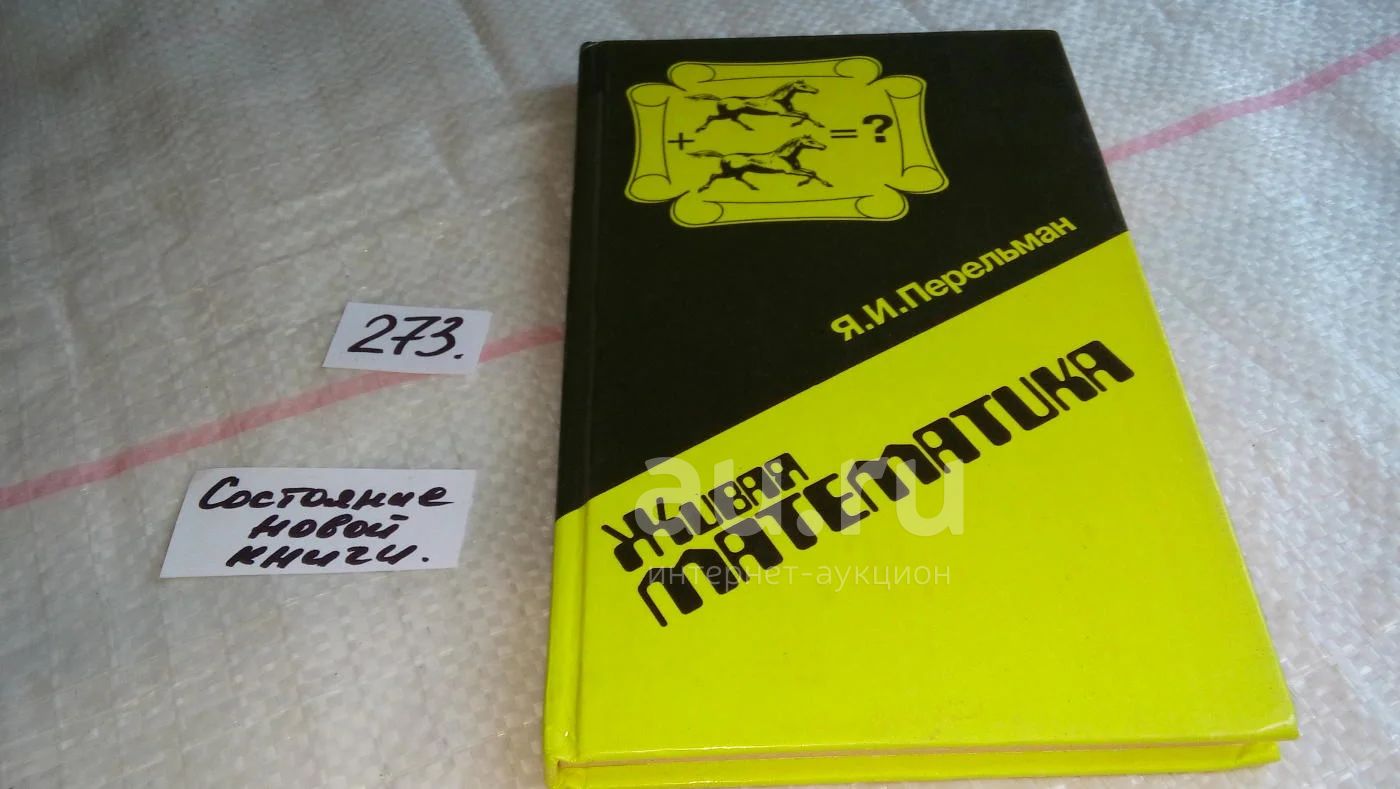 + = ?
Я.И.Перельман
Живая
МАТЕМАТИКА
273.
Состояние
новой
книги.
au.ru
интернет-аукцион